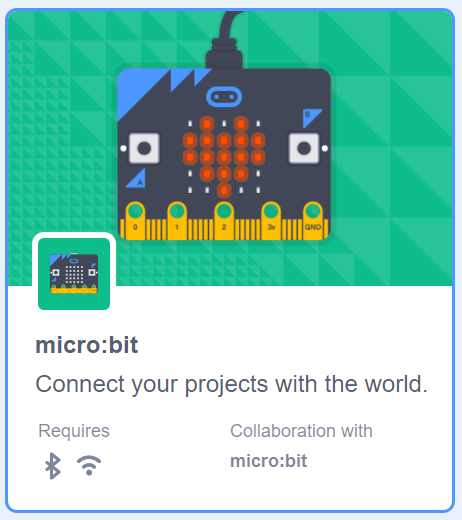 B
A
0 1 2 3v GND
micro:bit
Connect your projects with the world.
Requires
Collaboration with
micro:bit